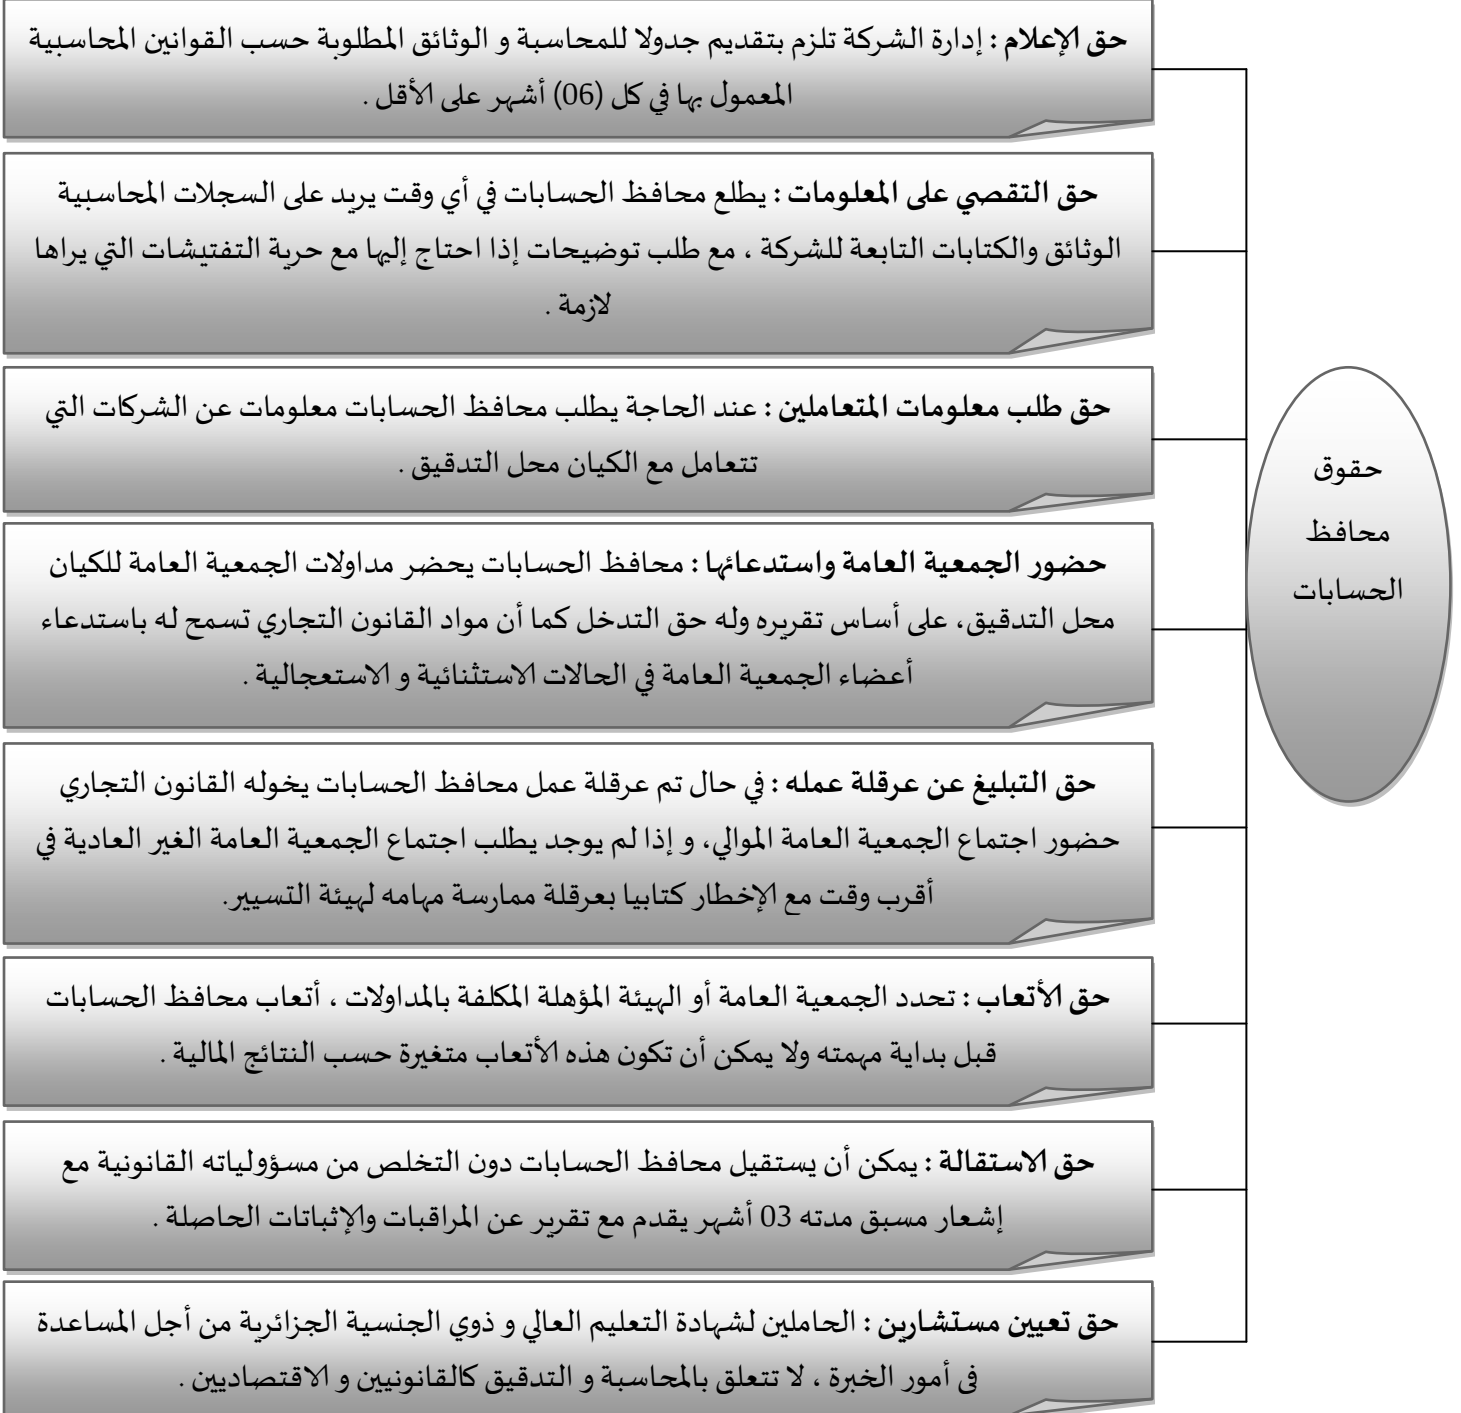 حق الإعلام : إدارة الشركة تلزم بتقديم جدولا للمحاسبة و الوثائق المطلوبة حسب القوانين المحاسبية
المعمول بها في كل (06) أشهر على الأقل .
حق التقصي على المعلومات : يطلع محافظ الحسابات في أي وقت يريد على السجلات المحاسبية
الوثائق والكتابات التابعة للشركة ، مع طلب توضيحات إذا احتاج إليها مع حرية التفتيشات التي يراها
لازمة .
حق طلب معلومات المتعاملين : عند الحاجة يطلب محافظ الحسابات معلومات عن الشركات التي
تتعامل مع الكيان محل التدقيق .
حضور الجمعية العامة واستدعائها : محافظ الحسابات يحضر مداولات الجمعية العامة للكيان
محل التدقيق، على أساس تقريره وله حق التدخل كما أن مواد القانون التجاري تسمح له باستدعاء
أعضاء الجمعية العامة في الحالات الاستثنائية و الاستعجالية .
حق التبليغ عن عرقلة عمله : في حال تم عرقلة عمل محافظ الحسابات يخوله القانون التجاري
حضور اجتماع الجمعية العامة الموالي، و إذا لم يوجد يطلب اجتماع الجمعية العامة الغير العادية في
أقرب وقت مع الإخطار كتابيا بعرقلة ممارسة مهامه لهيئة التسيير.
حق الأتعاب : تحدد الجمعية العامة أو الهيئة المؤهلة المكلفة بالمداولات ، أتعاب محافظ الحسابات
قبل بداية مهمته ولا يمكن أن تكون هذه الأتعاب متغيرة حسب النتائج المالية .
حق الاستقالة : يمكن أن يستقيل محافظ الحسابات دون التخلص من مسؤولياته القانونية مع
إشعار مسبق مدته 03 أشهر يقدم مع تقرير عن المراقبات والإثباتات الحاصلة .
حق تعيين مستشارين : الحاملين لشهادة التعليم العالي و ذوي الجنسية الجزائرية من أجل المساعدة
في أمور الخبرة ، لا تتعلق بالمحاسبة و التدقيق كالقانونيين و الاقتصاديين .
حقوق
محافظ
الحسابات